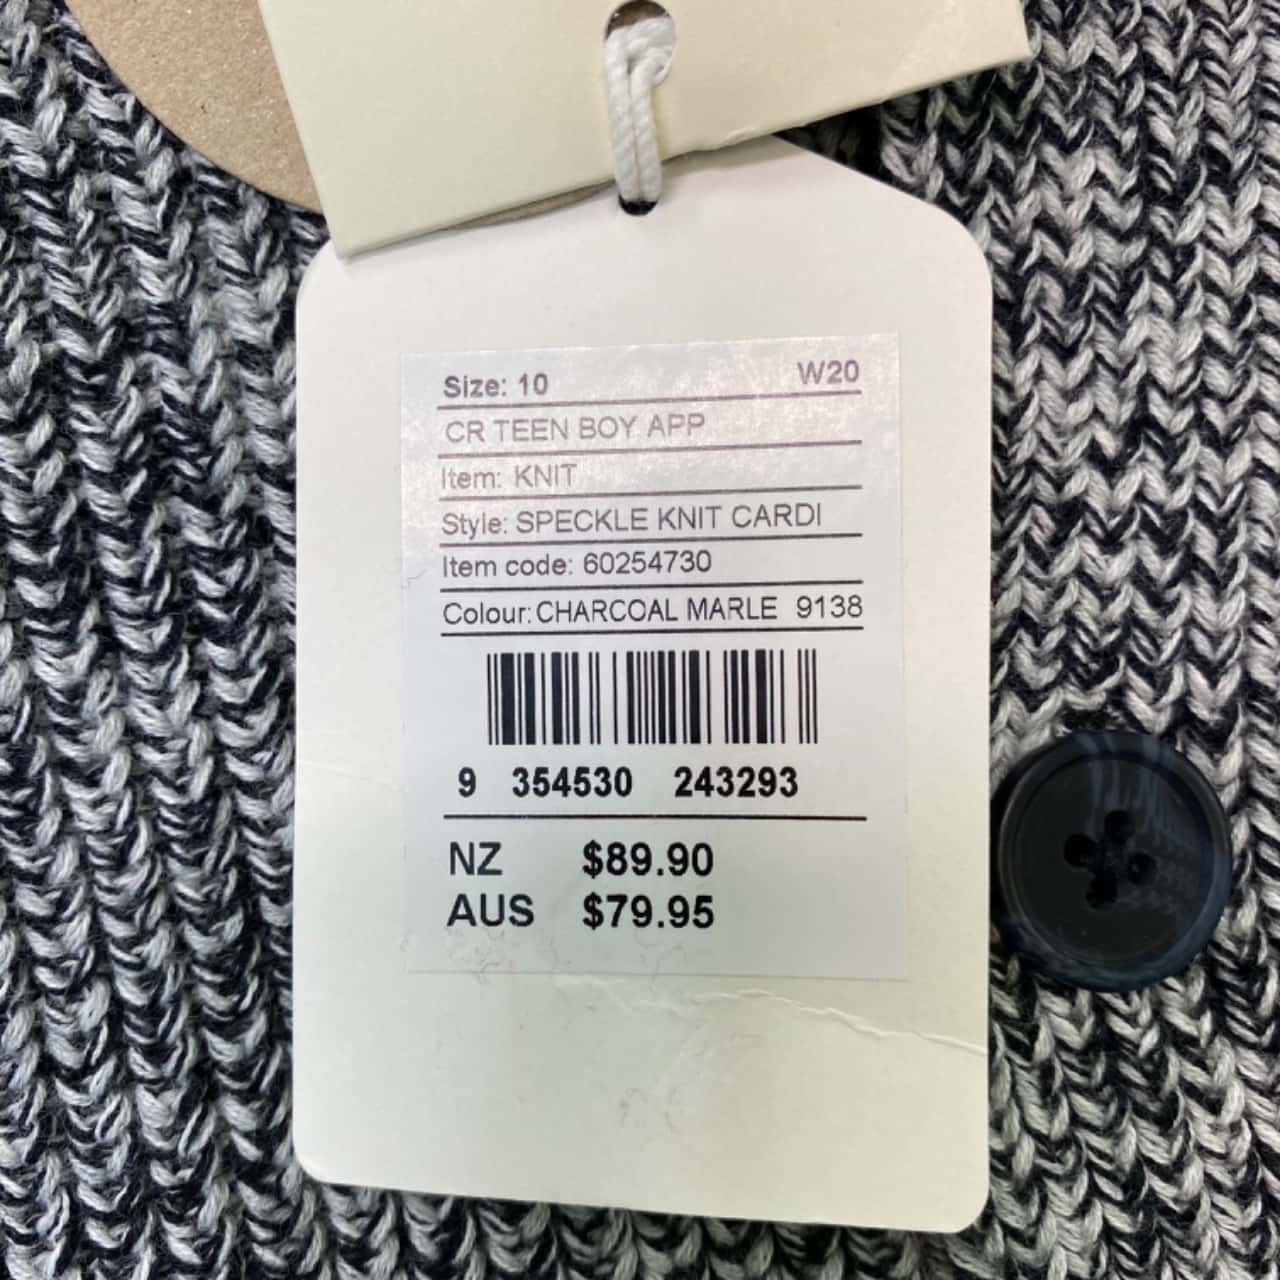 Size: 10 W20
CR TEEN BOY APP
Item: KNIT
Style: SPECKLE KNIT CARDI
Item code: 60254730
Colour: CHARCOAL MARLE 9138
9 354530 243293
NZ $89.90
AUS $79.95